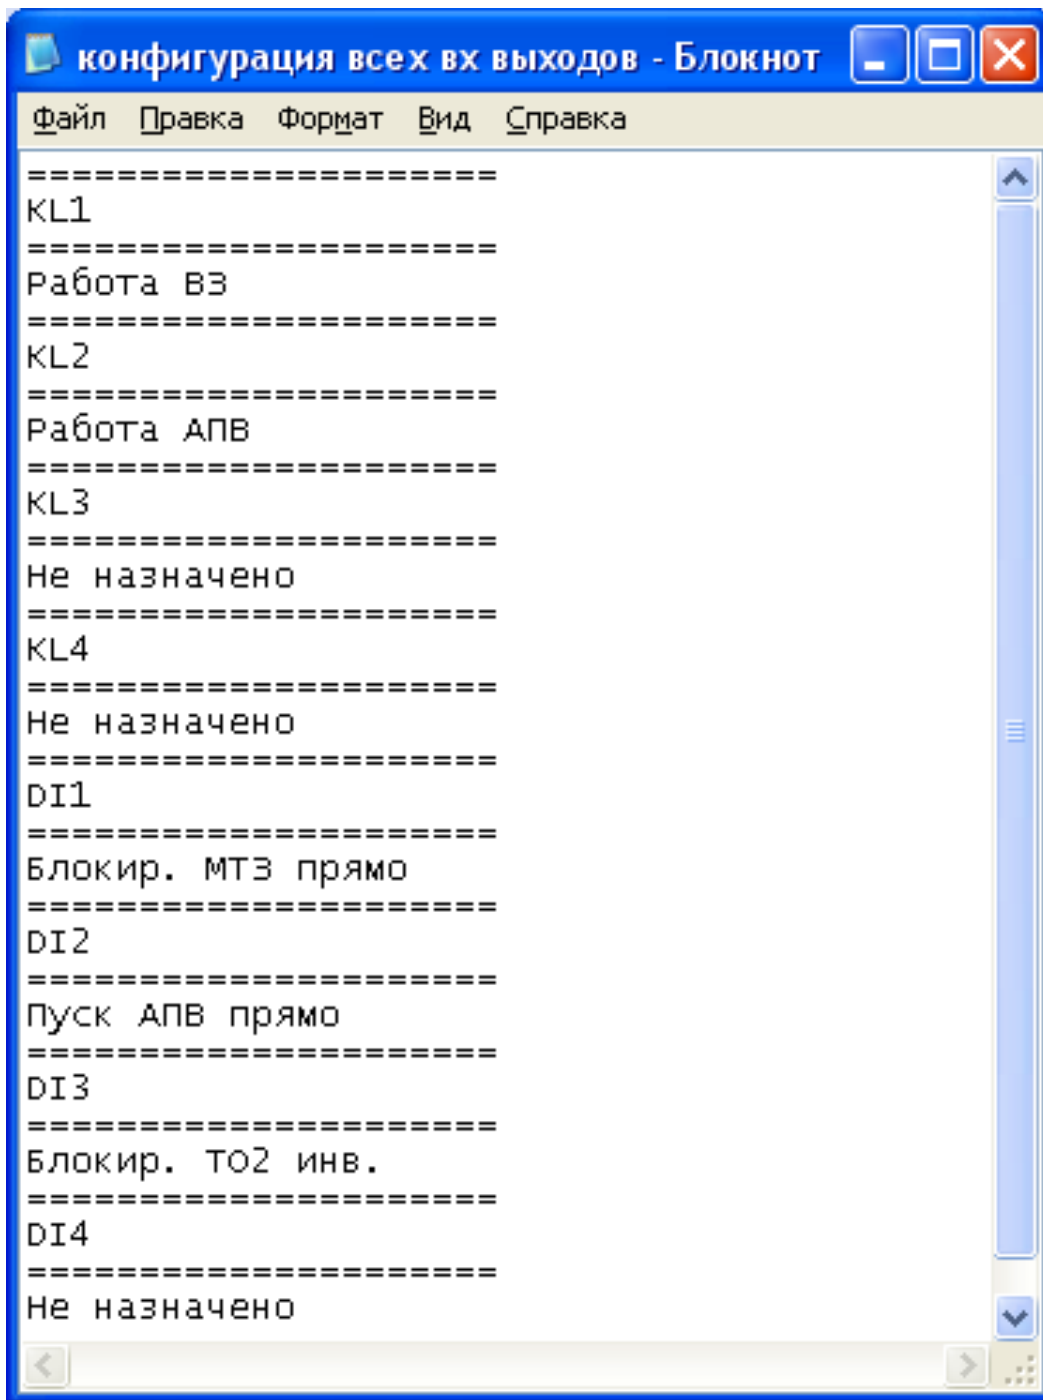 конфигурация всех вх выходов - Блокнот
Файл Правка Формат Вид Справка
=====================
KL1
=====================
Работа ВЗ
=====================
KL2
=====================
Работа АПВ
=====================
KL3
=====================
Не назначено
=====================
KL4
=====================
Не назначено
=====================
DI1
=====================
Блокир. МТЗ прямо
=====================
DI2
=====================
Пуск АПВ прямо
=====================
DI3
=====================
Блокир. ТО2 инв.
=====================
DI4
=====================
Не назначено